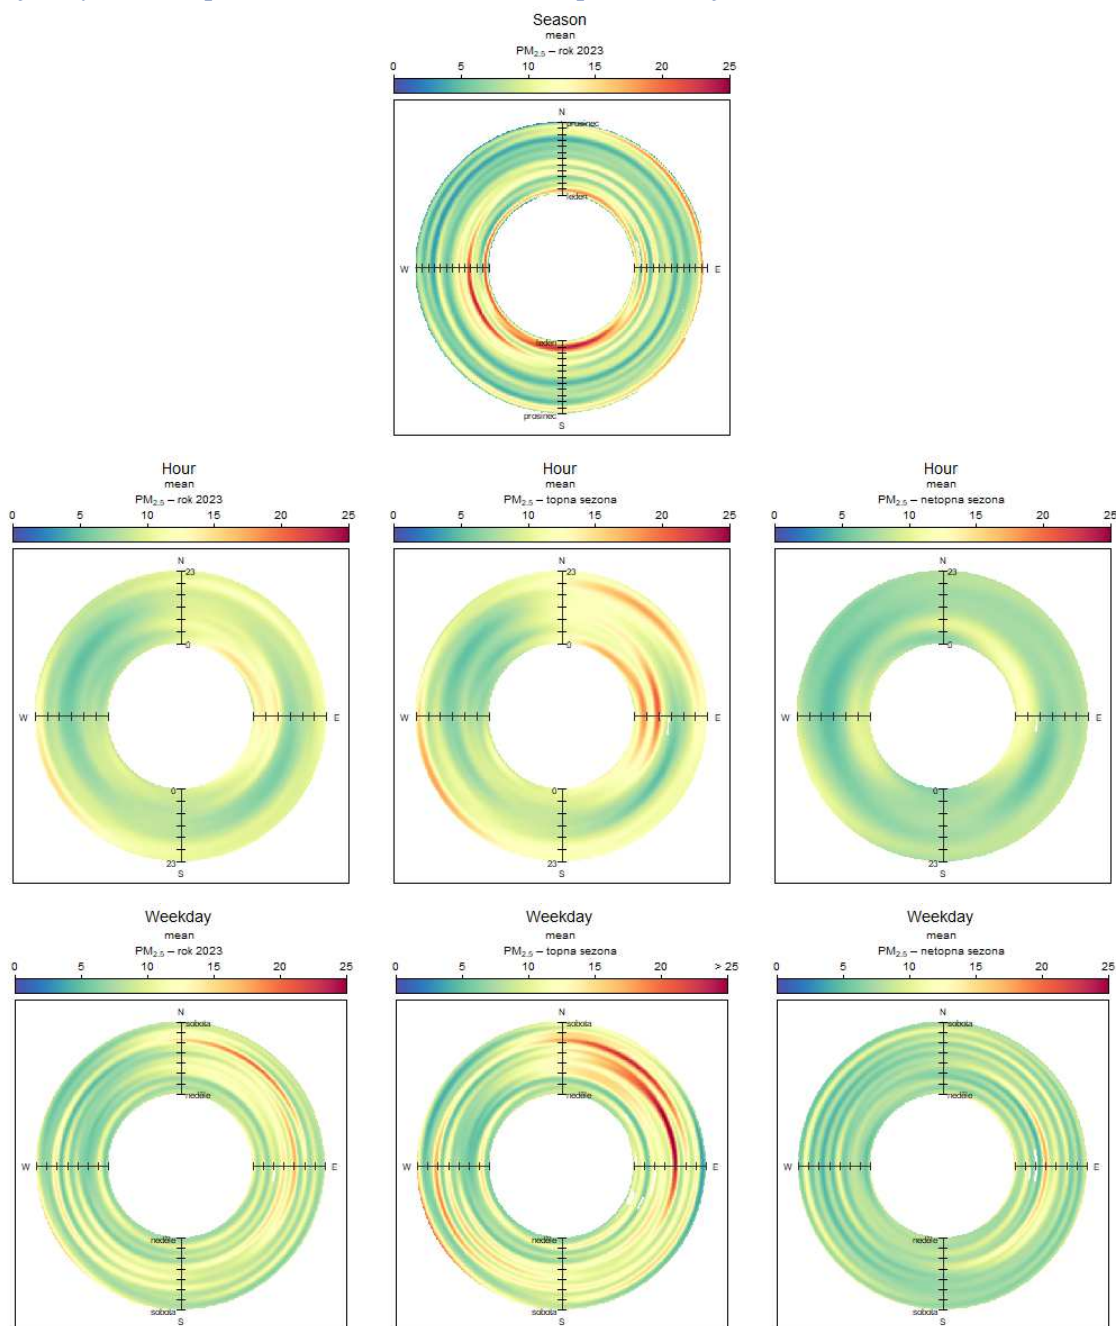 Season
mean
PM₂.₅ – rok 2023
0 5 10 15 20 25
N
prosinec
leden
W E
leden
prosinec
S
Hour
mean
PM₂.₅ – rok 2023
0 5 10 15 20 25
N
23
0
W E
0
23
S
Hour
mean
PM₂.₅ – topna sezona
0 5 10 15 20 25
N
23
0
W E
0
23
S
Hour
mean
PM₂.₅ – netopna sezona
0 5 10 15 20 25
N
23
0
W E
0
23
S
Weekday
mean
PM₂.₅ – rok 2023
0 5 10 15 20 25
N
sobota
neděle
W E
neděle
sobota
S
Weekday
mean
PM₂.₅ – topna sezona
0 5 10 15 20 > 25
N
sobota
neděle
W E
neděle
sobota
S
Weekday
mean
PM₂.₅ – netopna sezona
0 5 10 15 20 25
N
sobota
neděle
W E
neděle
sobota
S